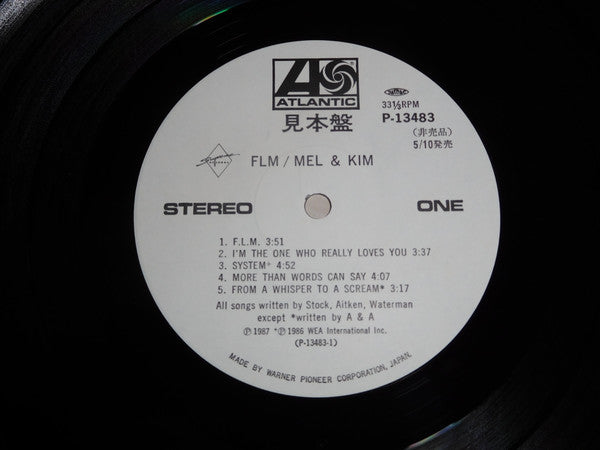 ATLANTIC
見本盤
33⅓RPM
P-13483
(非売品)
5/10発売
FLM / MEL & KIM
STEREO
ONE
1. F.L.M. 3:51
2. I'M THE ONE WHO REALLY LOVES YOU 3:37
3. SYSTEM⁺ 4:52
4. MORE THAN WORDS CAN SAY 4:07
5. FROM A WHISPER TO A SCREAM* 3:17
All songs written by Stock, Aitken, Waterman
except *written by A & A
℗ 1987 ⁺℗ 1986 WEA International Inc.
(P-13483-1)
MADE BY WARNER PIONEER CORPORATION, JAPAN.